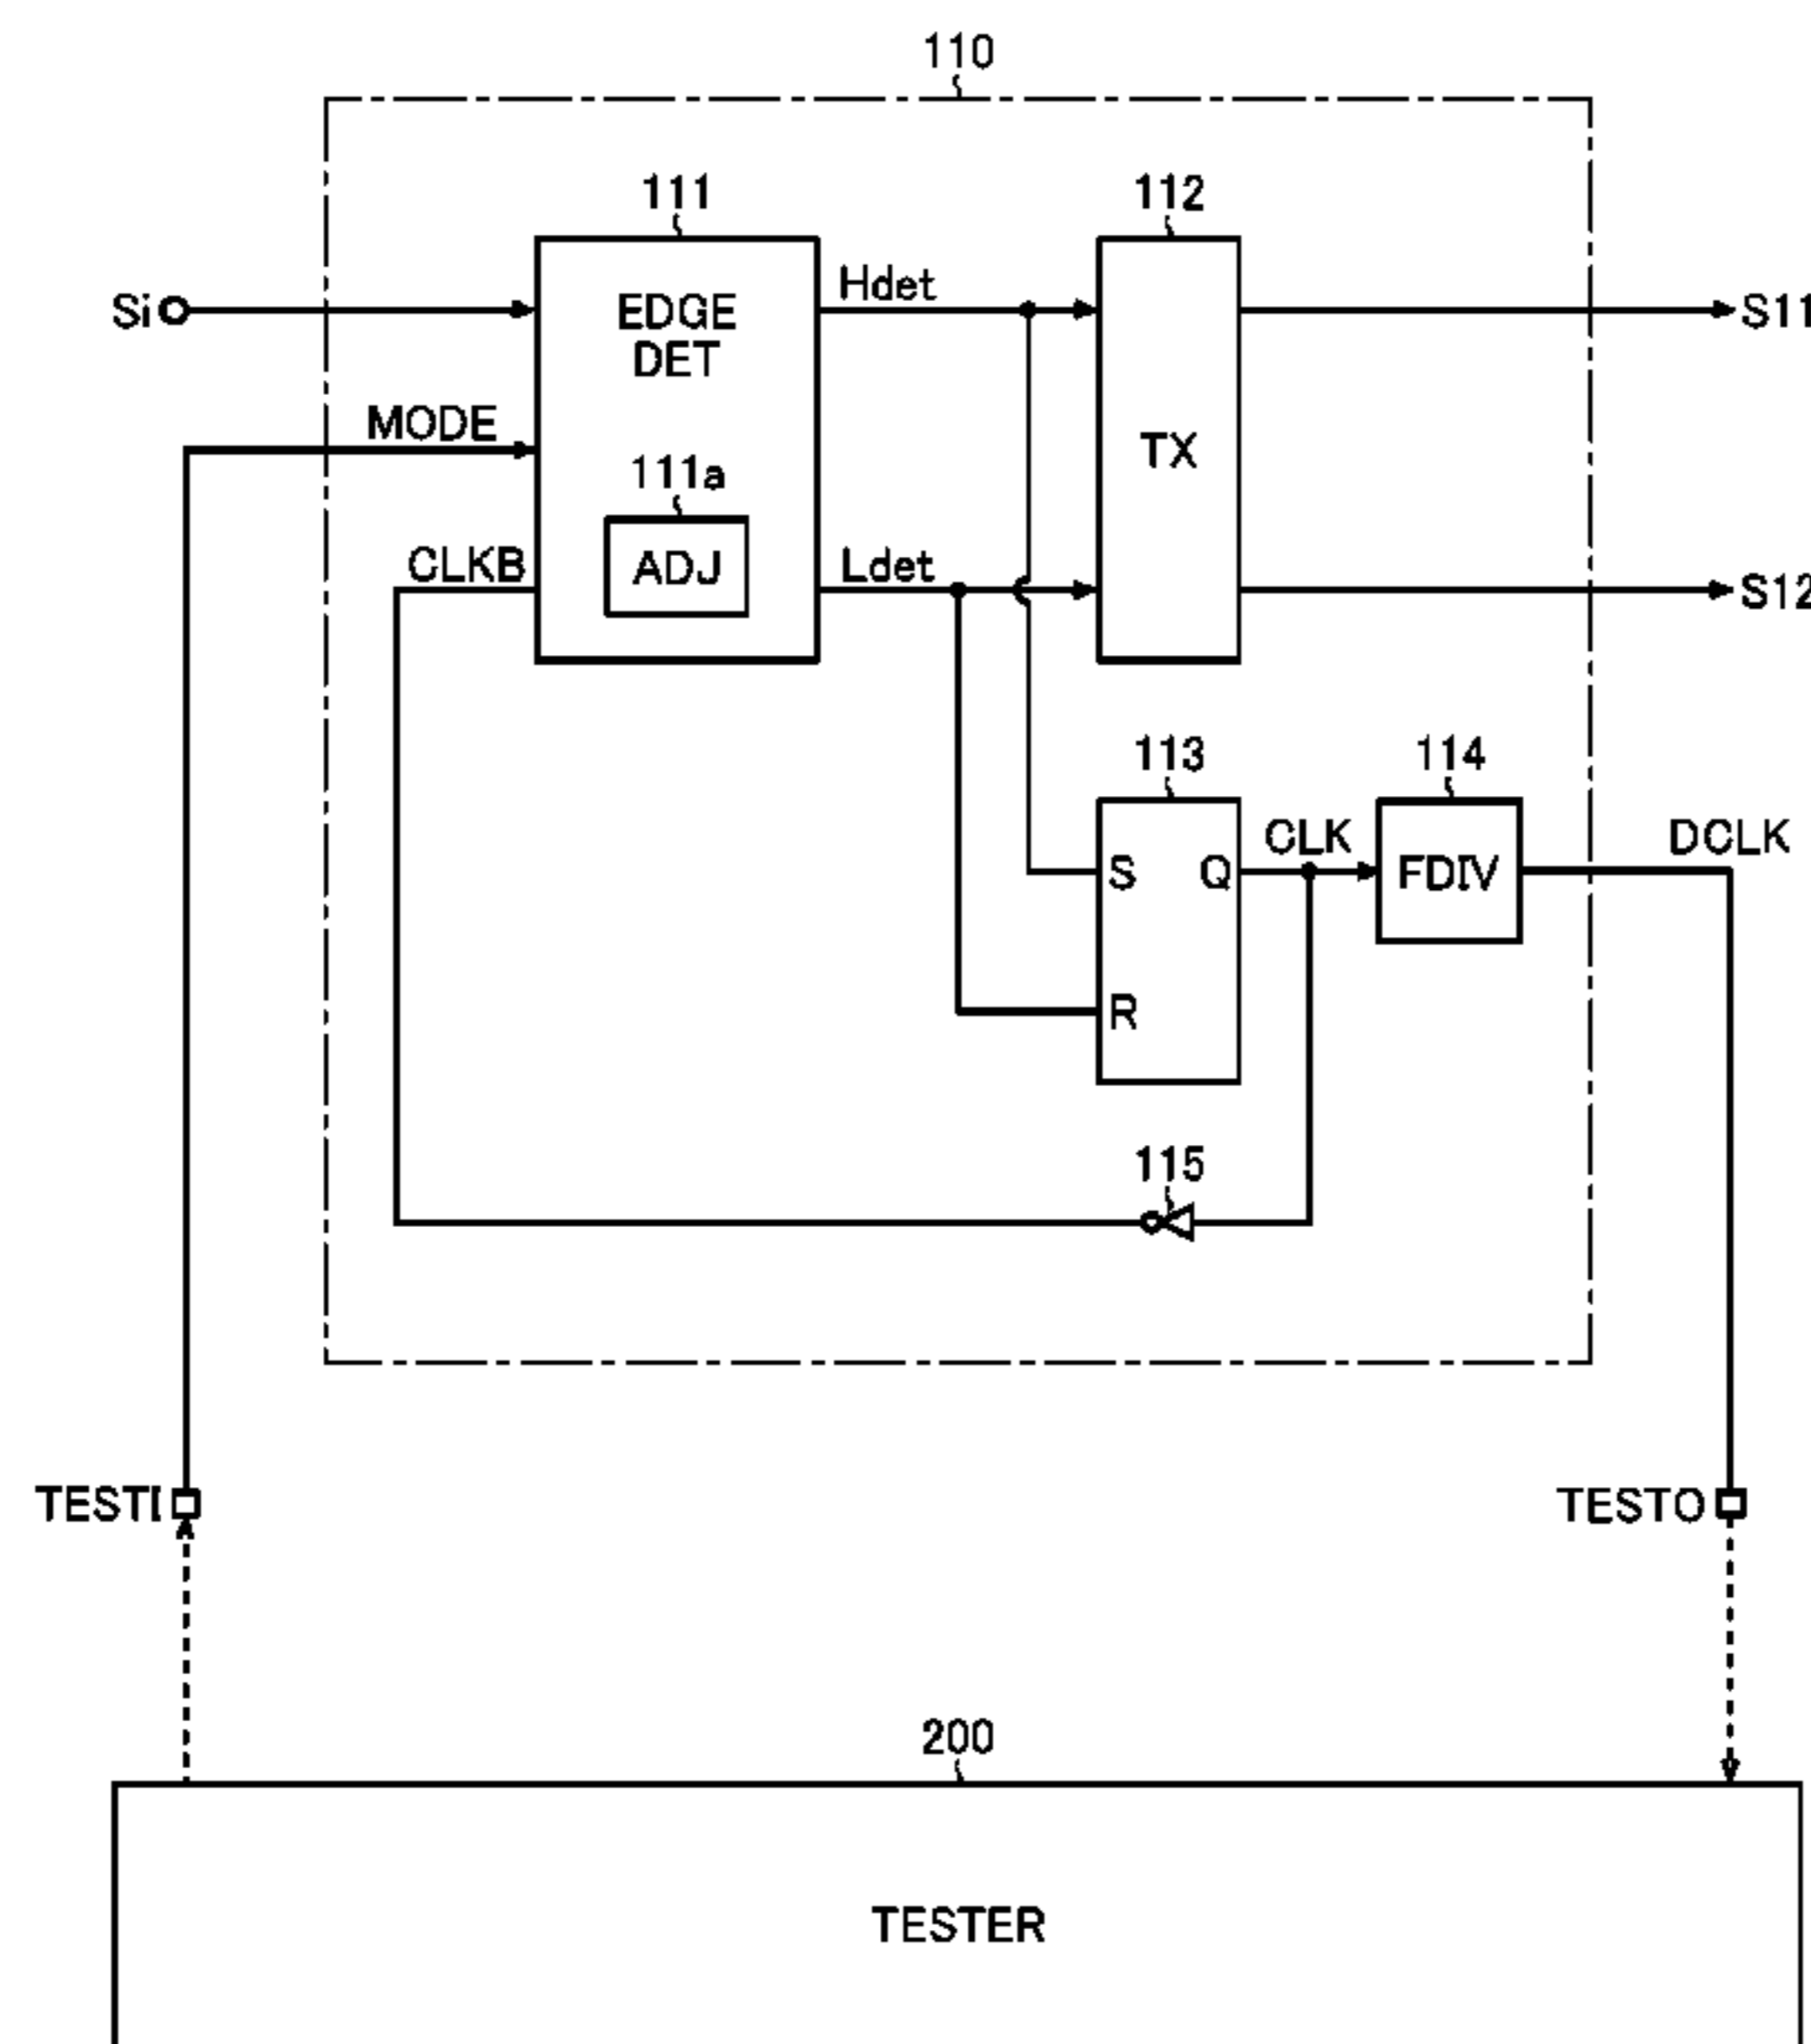 110
111
112
Si
EDGE
DET
Hdet
S11
MODE
TX
111a
CLKB
ADJ
Ldet
S12
113
114
S
Q
CLK
FDIV
DCLK
R
115
TESTI
TESTO
200
TESTER